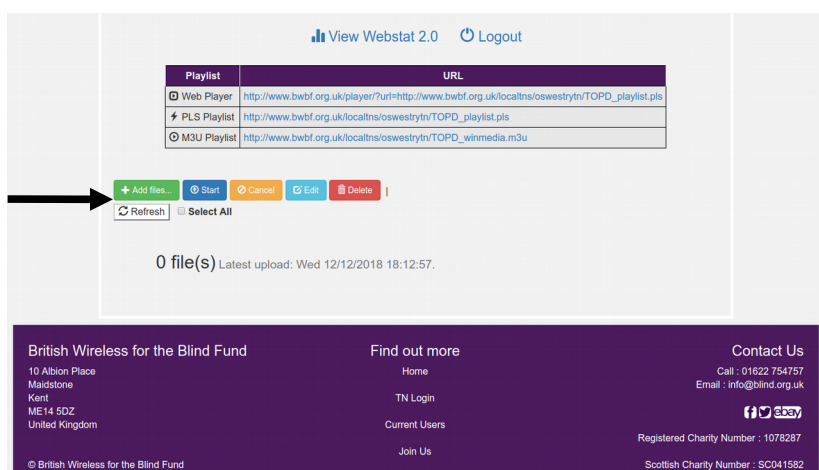 View Webstat 2.0 Logout
Playlist URL
Web Player http://www.bwbf.org.uk/player/?url=http://www.bwbf.org.uk/localtns/oswestrytn/TOPD_playlist.pls
PLS Playlist http://www.bwbf.org.uk/localtns/oswestrytn/TOPD_playlist.pls
M3U Playlist http://www.bwbf.org.uk/localtns/oswestrytn/TOPD_winmedia.m3u
Add files... Start Cancel Edit Delete |
Refresh Select All
0 file(s) Latest upload: Wed 12/12/2018 18:12:57.
British Wireless for the Blind Fund
10 Albion Place
Maidstone
Kent
ME14 5DZ
United Kingdom
© British Wireless for the Blind Fund
Find out more
Home
TN Login
Current Users
Join Us
Contact Us
Call : 01622 754757
Email : info@blind.org.uk
ebay
Registered Charity Number : 1078287
Scottish Charity Number : SC041582